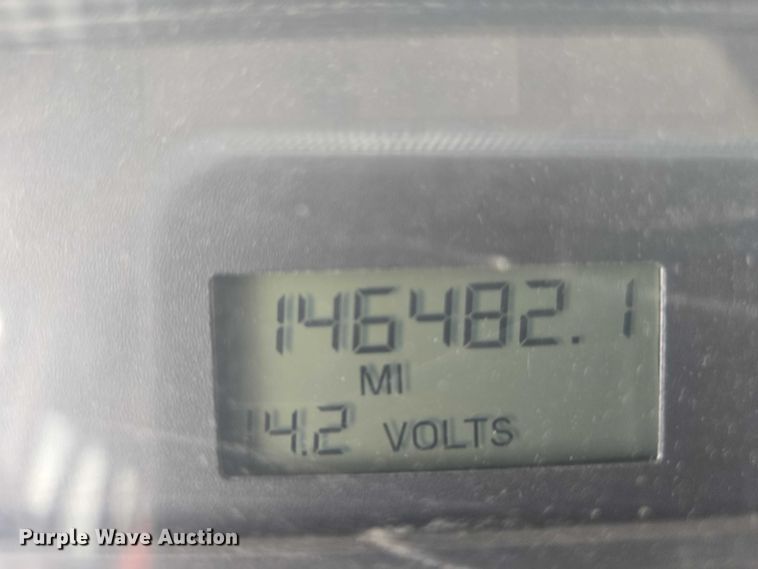 146482.1
MI
14.2 VOLTS
Purple Wave Auction